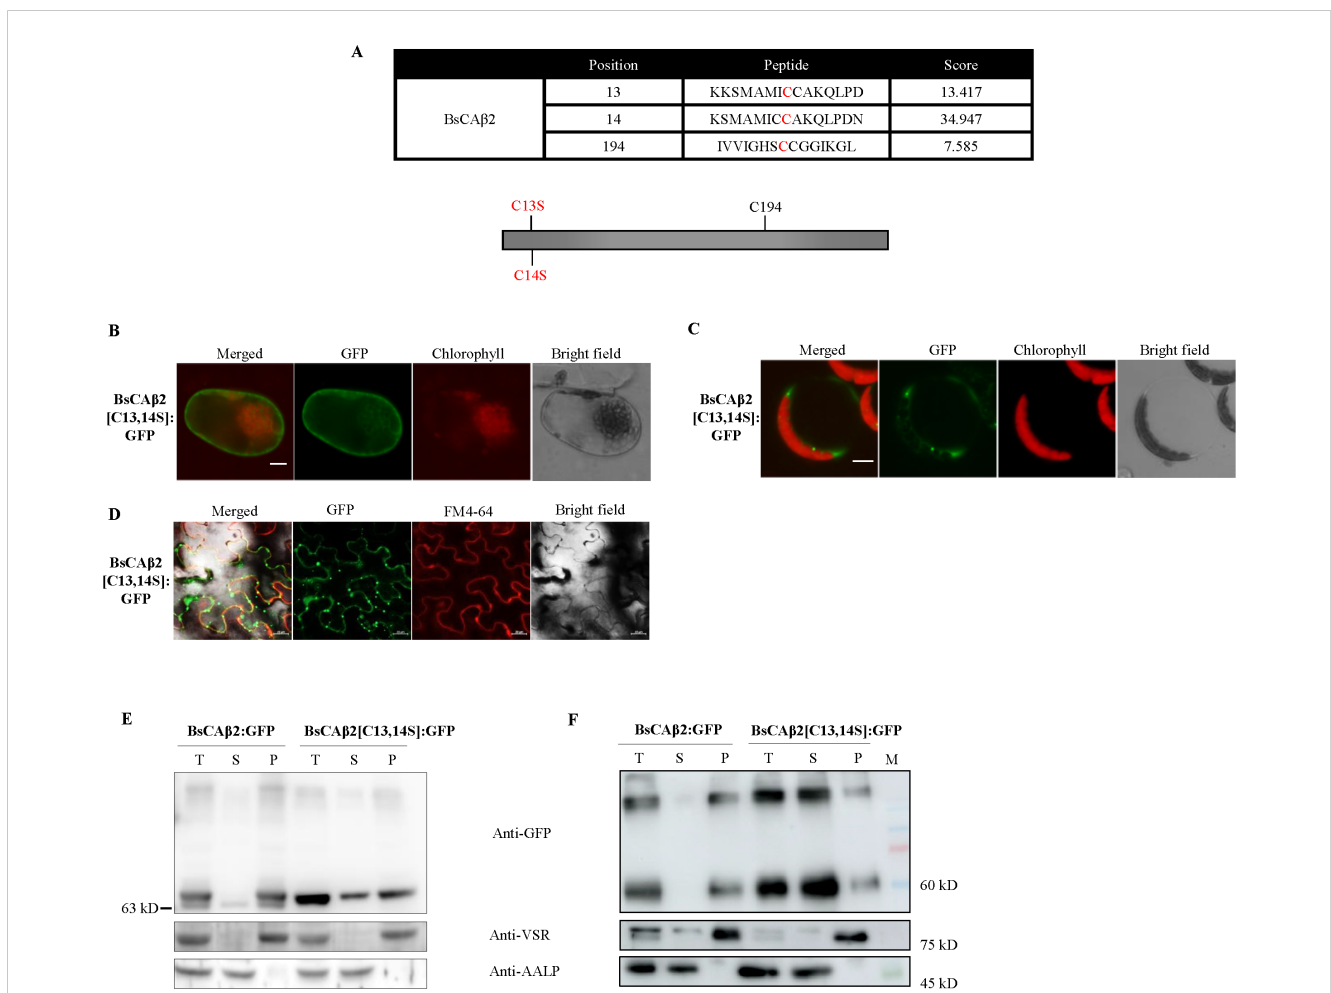 A
Position Peptide Score
BsCAβ2
13 KKSMAMICCAKQLPD 13.417
14 KSMAMICCAKQLPDN 34.947
194 IVVIGHSCCGGIKGL 7.585
C13S C194
C14S
B
Merged GFP Chlorophyll Bright field
BsCAβ2
[C13,14S]:
GFP
C
Merged GFP Chlorophyll Bright field
BsCAβ2
[C13,14S]:
GFP
D
Merged GFP FM4-64 Bright field
BsCAβ2
[C13,14S]:
GFP
E
BsCAβ2:GFP BsCAβ2[C13,14S]:GFP
T S P T S P
63 kD
F
BsCAβ2:GFP BsCAβ2[C13,14S]:GFP
T S P T S P M
Anti-GFP
60 kD
Anti-VSR
75 kD
Anti-AALP
45 kD